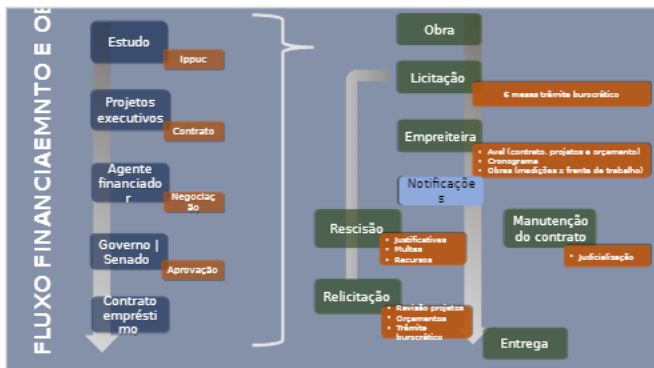 FLUXO FINANCIAEMNTO E OB
Estudo
Ippuc
Projetos
executivos
Contrato
Agente
financiado
r
Negociaç
ão
Governo |
Senado
Aprovação
Contrato
emprésti
mo
Obra
Licitação
6 meses trâmite burocrático
Empreiteira
• Aval (contrato, projetos e orçamento)
• Cronograma
• Obras (medições x frente de trabalho)
Notificaçõe
s
Rescisão
• Justificativas
• Multas
• Recursos
Manutenção
do contrato
• Judicialização
Relicitação
• Revisão projetos
• Orçamentos
• Trâmite
burocrático
Entrega